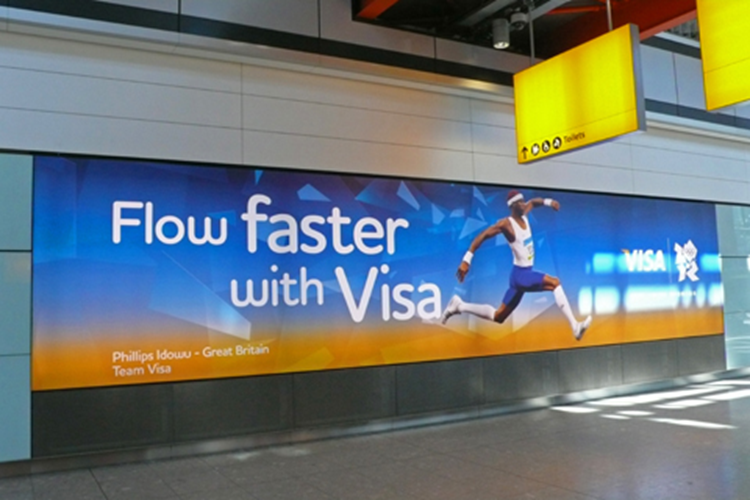 Toilets
Flow faster
with Visa
VISA
Phillips Idowu - Great Britain
Team Visa